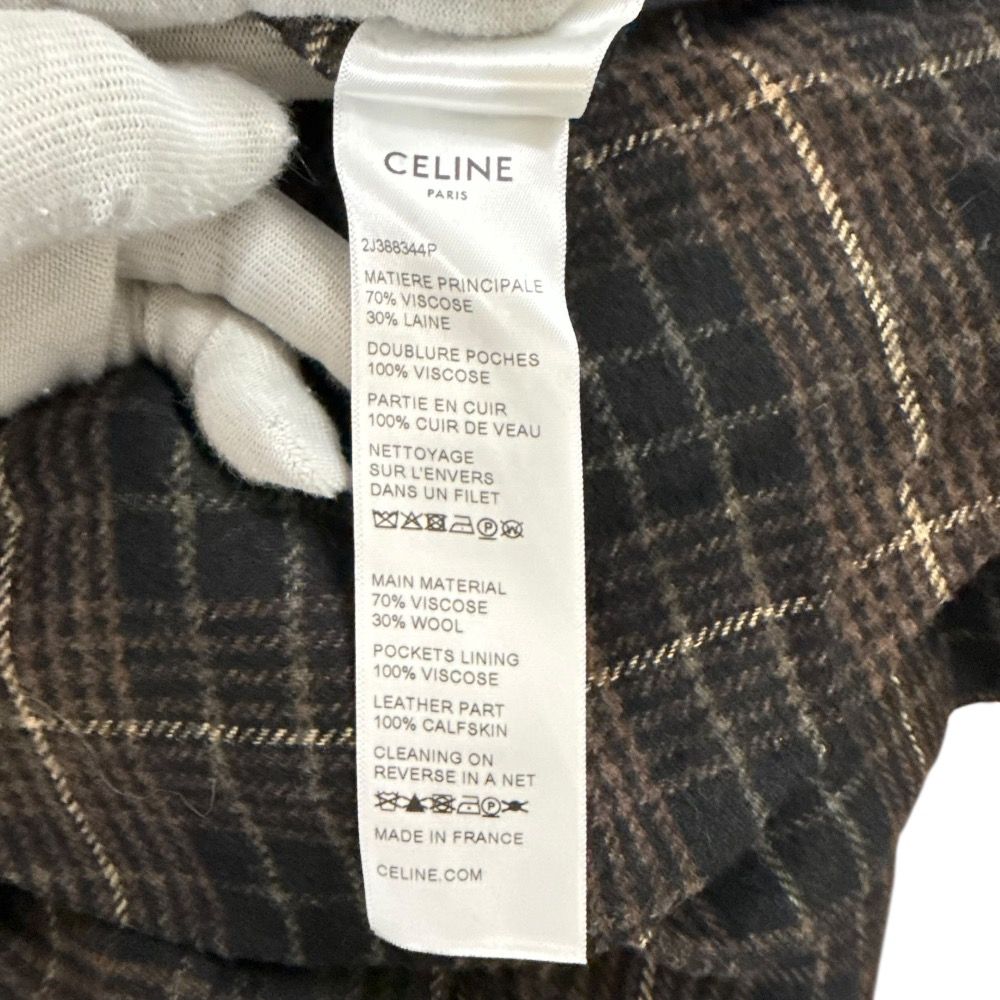 CELINE
PARIS
2J388344P
MATIERE PRINCIPALE
70% VISCOSE
30% LAINE
DOUBLURE POCHES
100% VISCOSE
PARTIE EN CUIR
100% CUIR DE VEAU
NETTOYAGE
SUR L'ENVERS
DANS UN FILET
MAIN MATERIAL
70% VISCOSE
30% WOOL
POCKETS LINING
100% VISCOSE
LEATHER PART
100% CALFSKIN
CLEANING ON
REVERSE IN A NET
MADE IN FRANCE
CELINE.COM